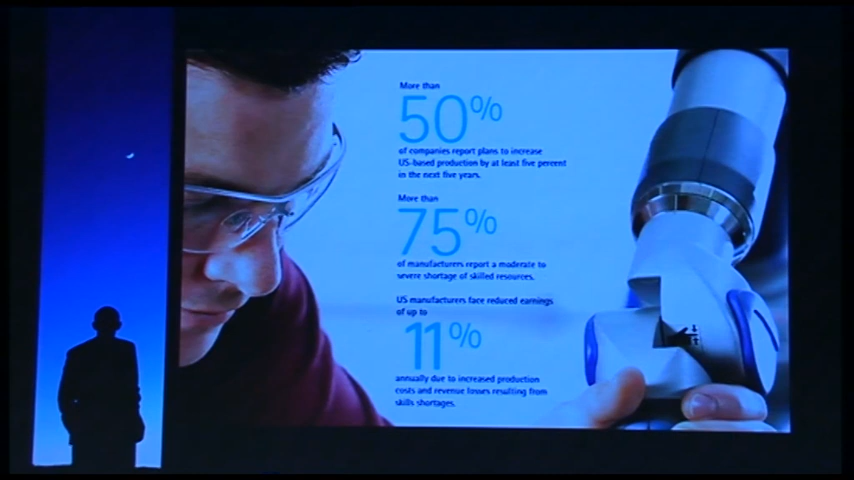 More than
50%
of companies report plans to increase
US-based production by at least five percent
in the next five years.
More than
75%
of manufacturers report a moderate to
severe shortage of skilled resources.
US manufacturers face reduced earnings
of up to
11%
annually due to increased production
costs and revenue losses resulting from
skills shortages.